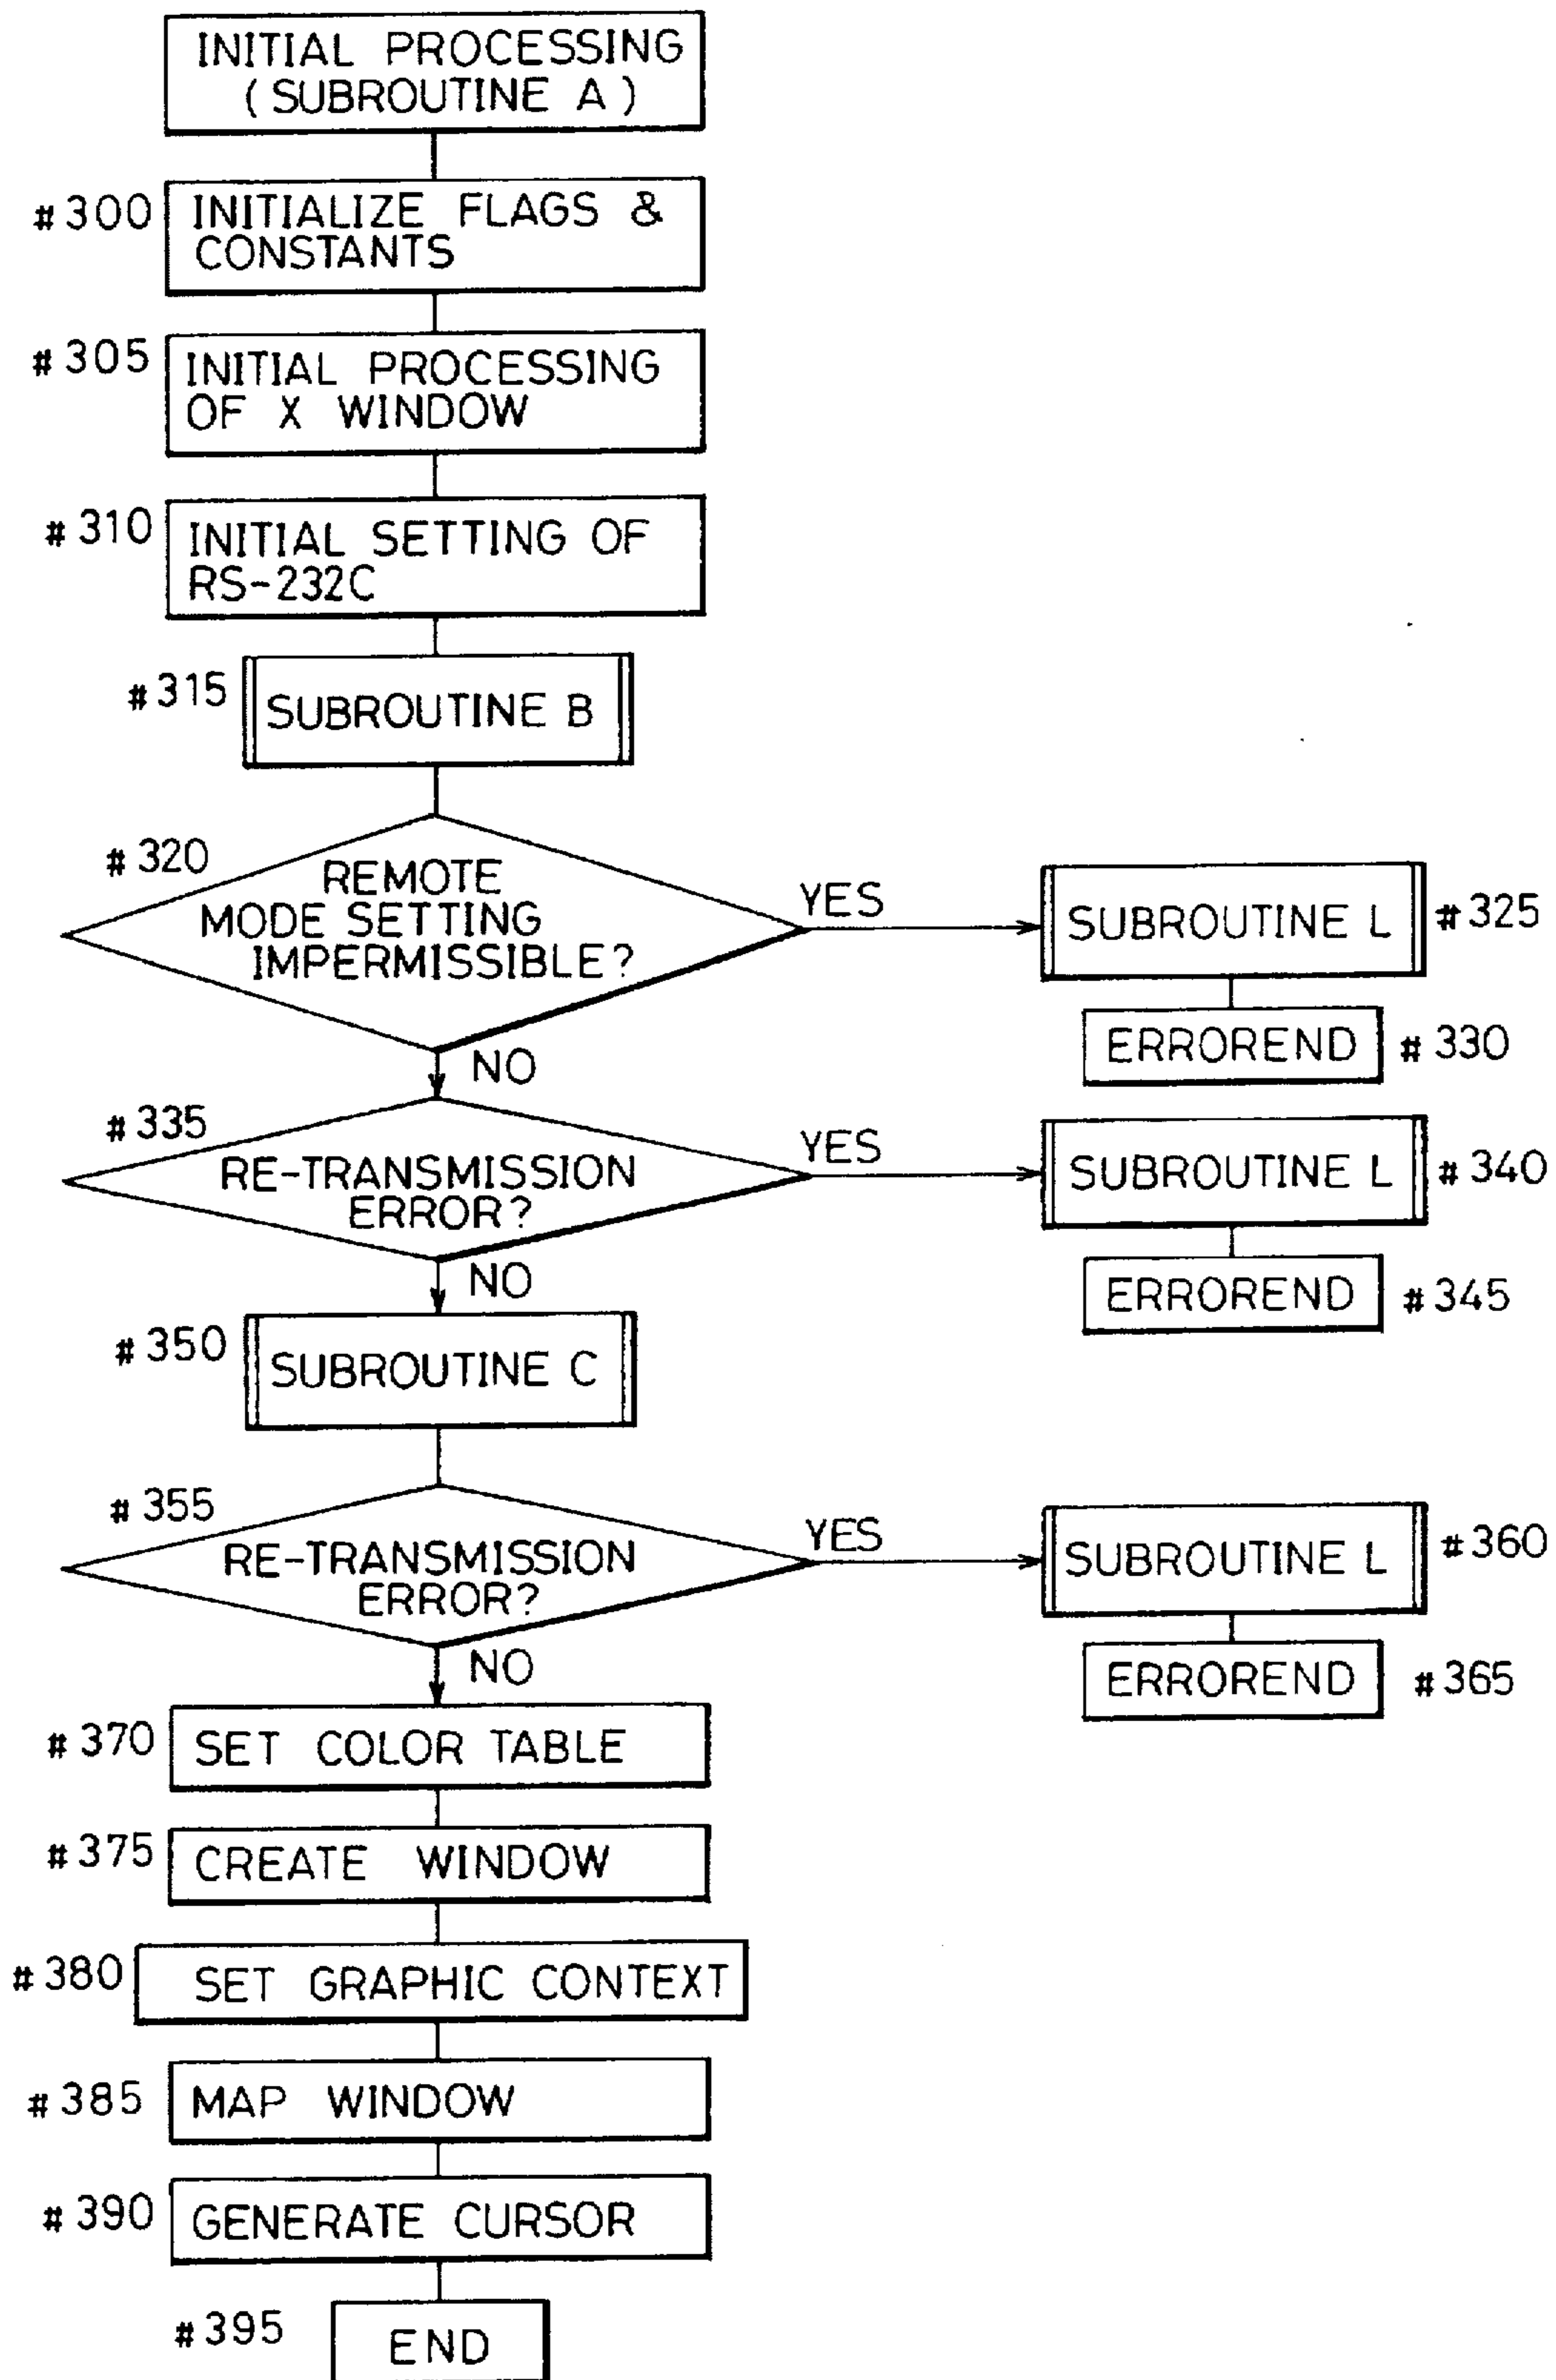 INITIAL PROCESSING
( SUBROUTINE A )
#300
INITIALIZE FLAGS &
CONSTANTS
#305
INITIAL PROCESSING
OF X WINDOW
#310
INITIAL SETTING OF
RS-232C
#315
SUBROUTINE B
#320
REMOTE
MODE SETTING
IMPERMISSIBLE?
YES
SUBROUTINE L
#325
ERROREND
#330
NO
#335
RE-TRANSMISSION
ERROR?
YES
SUBROUTINE L
#340
ERROREND
#345
NO
#350
SUBROUTINE C
#355
RE-TRANSMISSION
ERROR?
YES
SUBROUTINE L
#360
ERROREND
#365
NO
#370
SET COLOR TABLE
#375
CREATE WINDOW
#380
SET GRAPHIC CONTEXT
#385
MAP WINDOW
#390
GENERATE CURSOR
#395
END